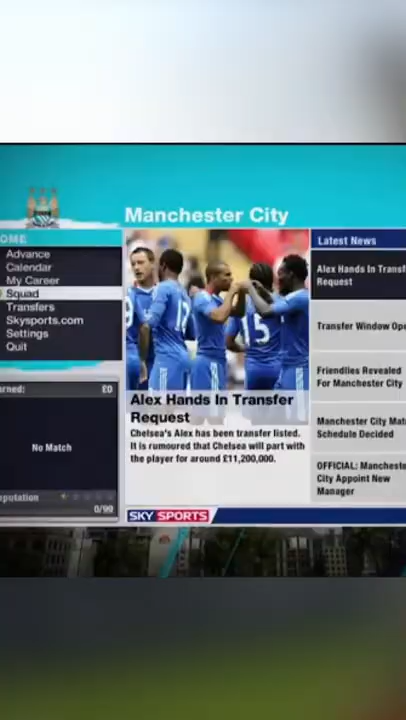 Manchester City
OME
Advance
Calendar
My Career
Squad
Transfers
Skysports.com
Settings
Quit
arned: £0
No Match
eputation
0/99
Alex Hands In Transfer
Request
Chelsea's Alex has been transfer listed.
It is rumoured that Chelsea will part with
the player for around £11,200,000.
SKY SPORTS
Latest News
Alex Hands In Transf
Request
Transfer Window Ope
Friendlies Revealed
For Manchester City
Manchester City Mat
Schedule Decided
OFFICIAL: Mancheste
City Appoint New
Manager